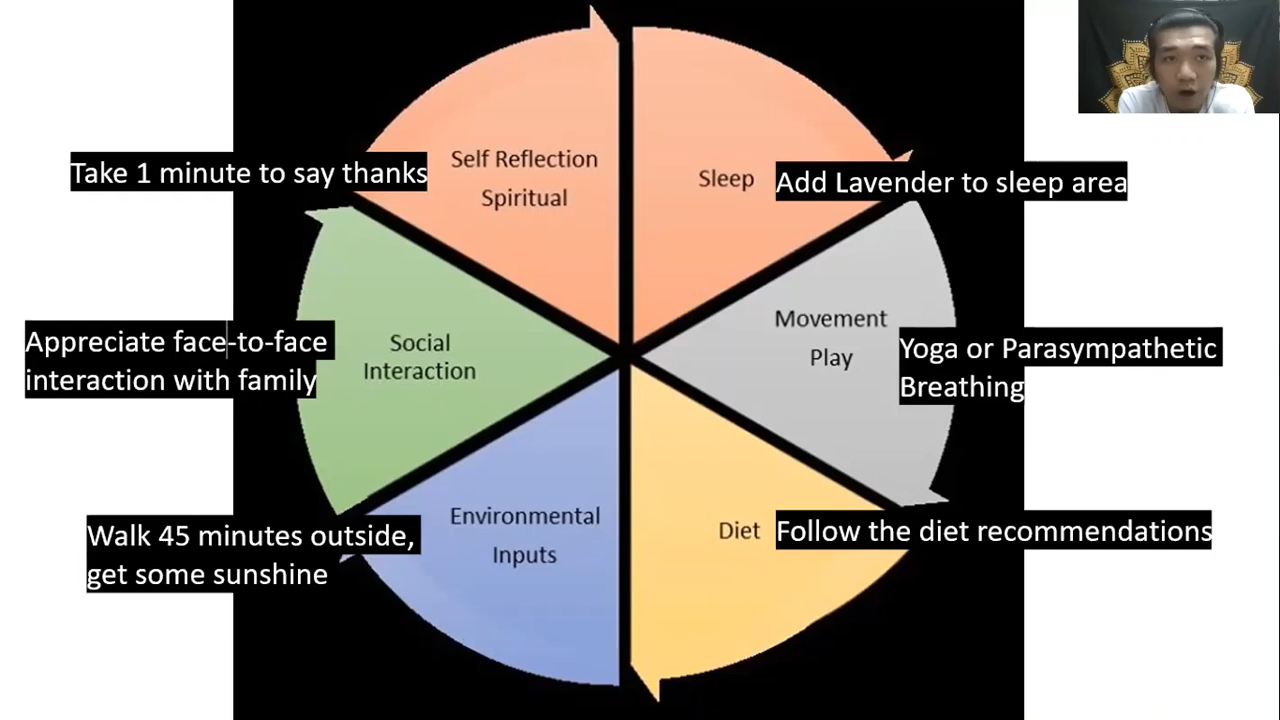 Self Reflection
Spiritual
Take 1 minute to say thanks
Sleep
Add Lavender to sleep area
Movement
Play
Yoga or Parasympathetic
Breathing
Social
Interaction
Appreciate face-to-face
interaction with family
Environmental
Inputs
Walk 45 minutes outside,
get some sunshine
Diet
Follow the diet recommendations